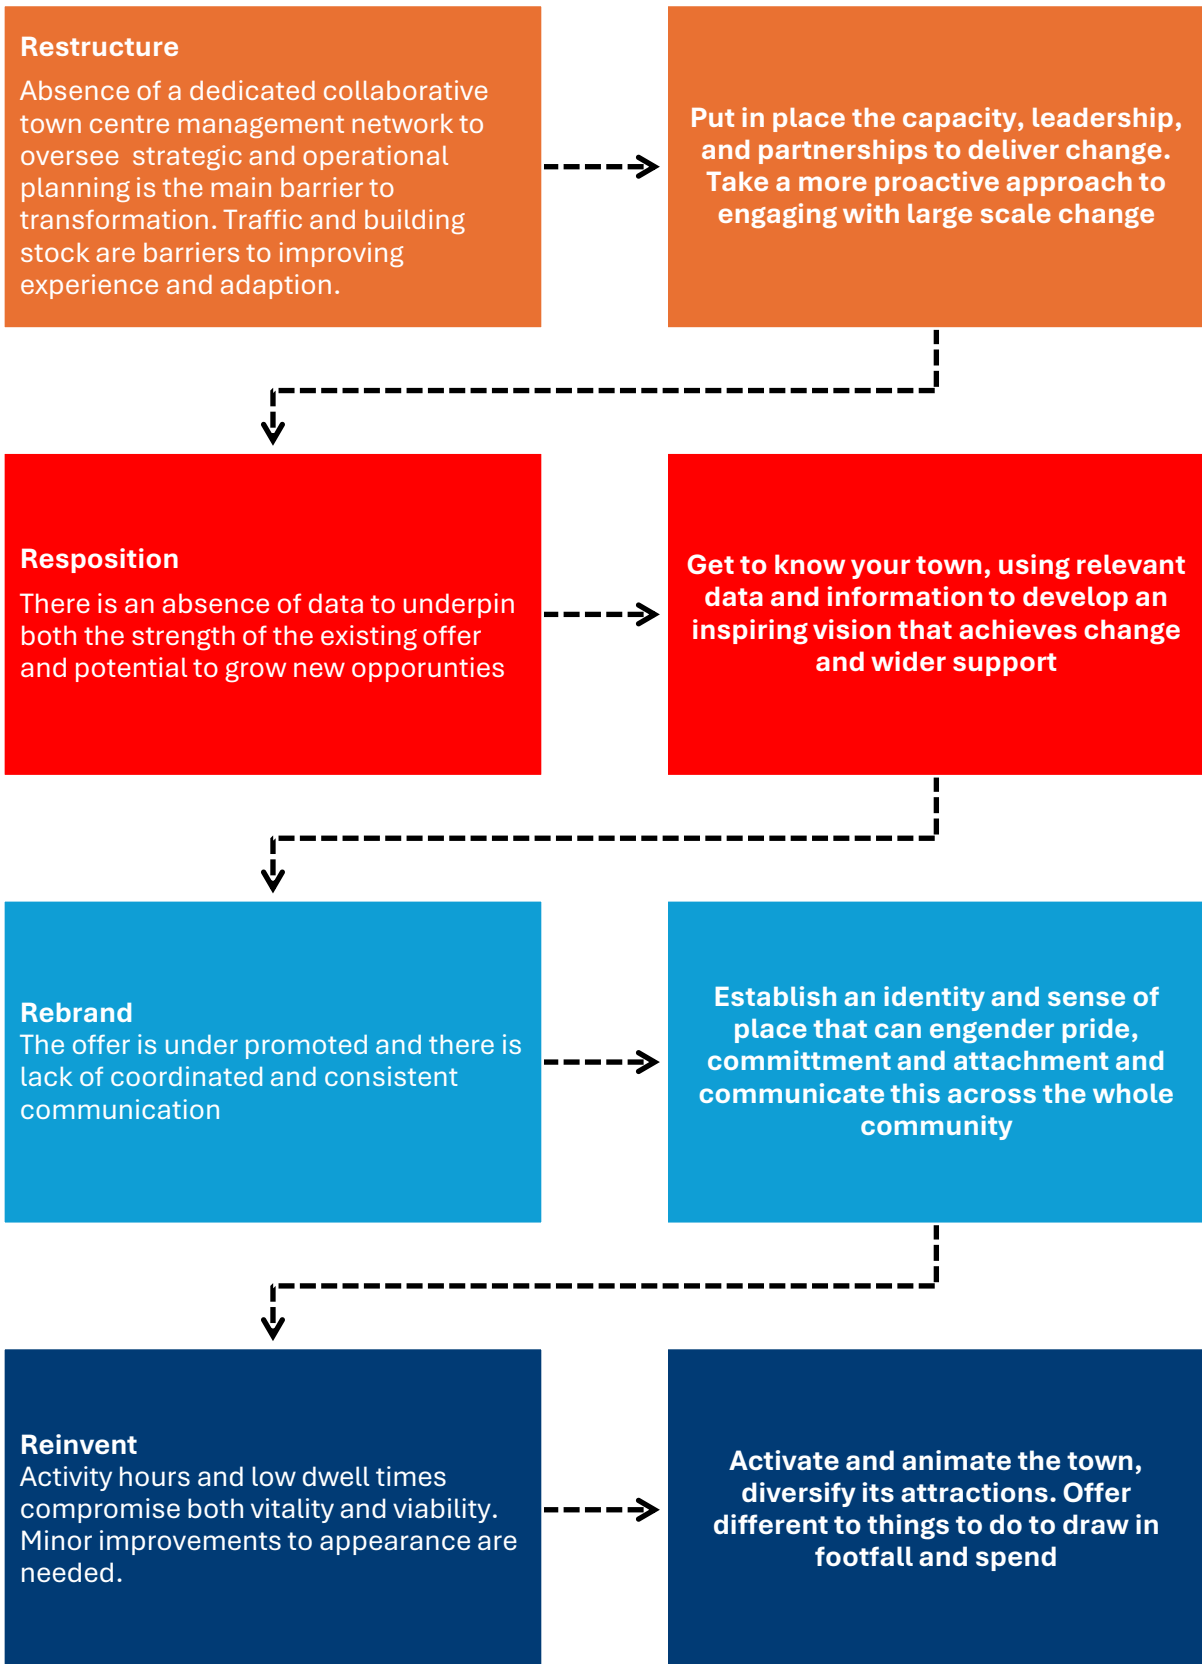 Restructure
Absence of a dedicated collaborative
town centre management network to
oversee  strategic and operational
planning is the main barrier to
transformation. Traffic and building
stock are barriers to improving
experience and adaption.
Put in place the capacity, leadership,
and partnerships to deliver change.
Take a more proactive approach to
engaging with large scale change
Resposition
There is an absence of data to underpin
both the strength of the existing offer
and potential to grow new opporunties
Get to know your town, using relevant
data and information to develop an
inspiring vision that achieves change
and wider support
Rebrand
The offer is under promoted and there is
lack of coordinated and consistent
communication
Establish an identity and sense of
place that can engender pride,
committment and attachment and
communicate this across the whole
community
Reinvent
Activity hours and low dwell times
compromise both vitality and viability.
Minor improvements to appearance are
needed.
Activate and animate the town,
diversify its attractions. Offer
different to things to do to draw in
footfall and spend